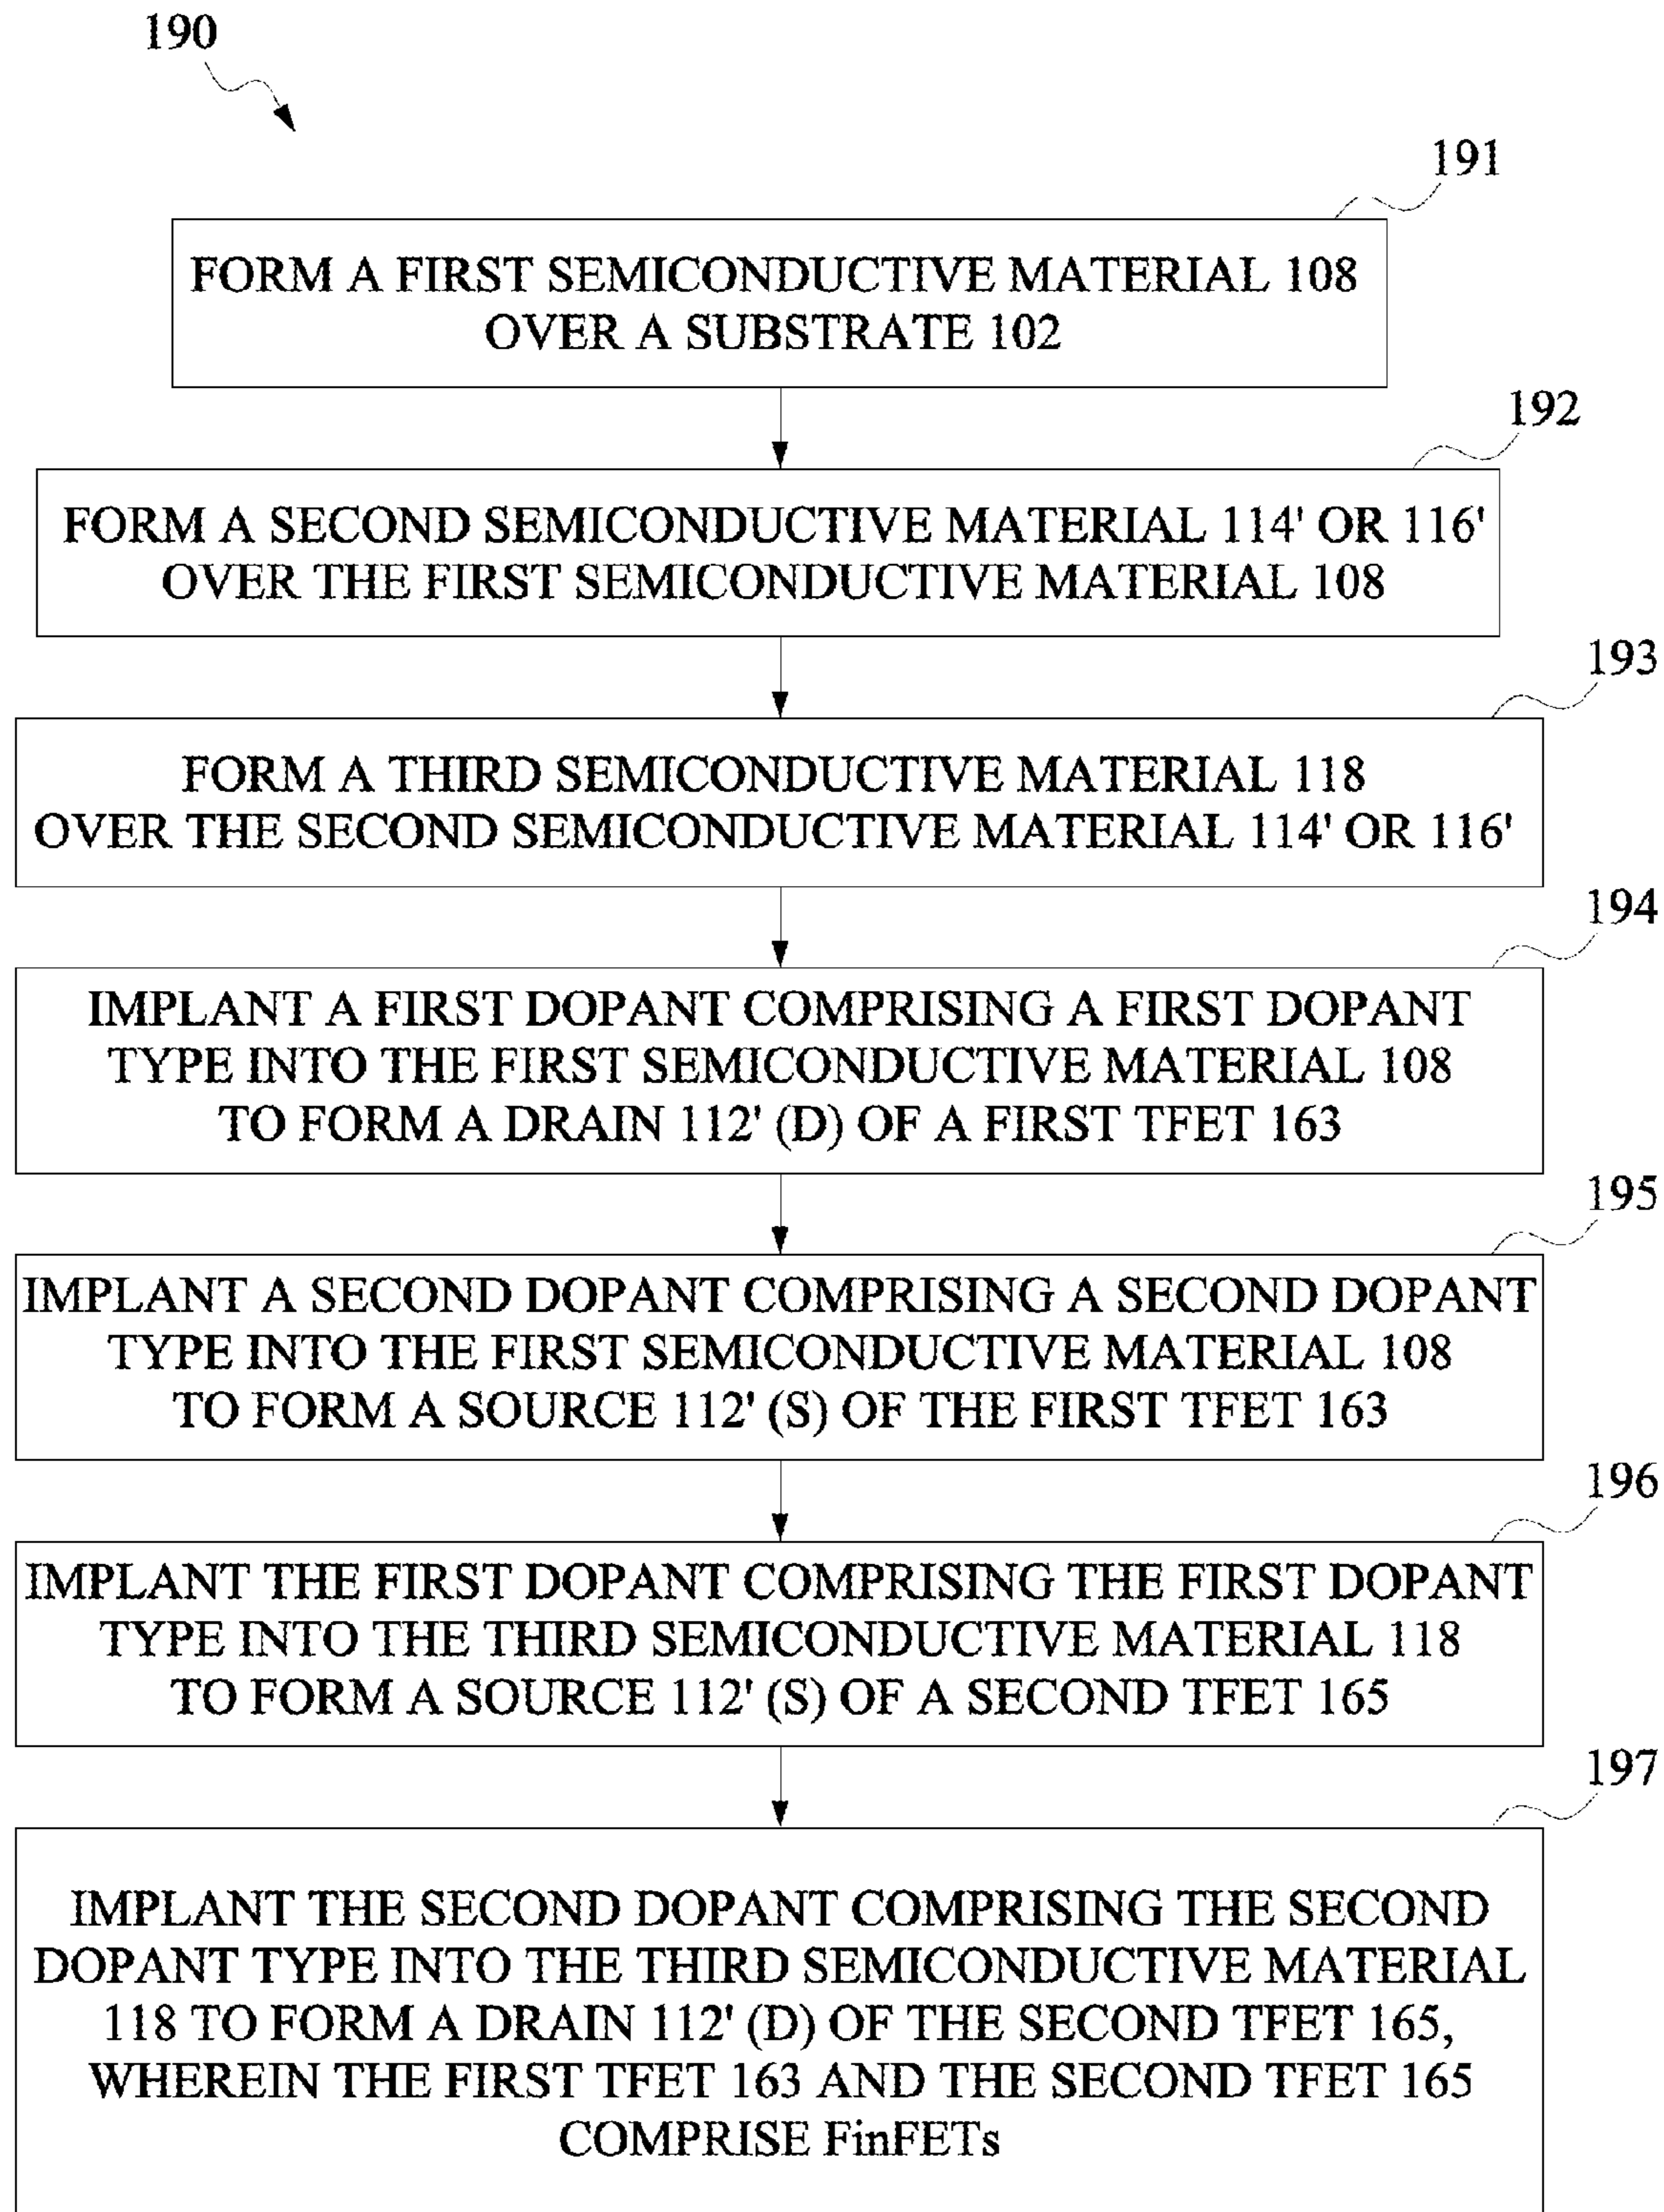 190
191
FORM A FIRST SEMICONDUCTIVE MATERIAL 108
OVER A SUBSTRATE 102
192
FORM A SECOND SEMICONDUCTIVE MATERIAL 114' OR 116'
OVER THE FIRST SEMICONDUCTIVE MATERIAL 108
193
FORM A THIRD SEMICONDUCTIVE MATERIAL 118
OVER THE SECOND SEMICONDUCTIVE MATERIAL 114' OR 116'
194
IMPLANT A FIRST DOPANT COMPRISING A FIRST DOPANT
TYPE INTO THE FIRST SEMICONDUCTIVE MATERIAL 108
TO FORM A DRAIN 112' (D) OF A FIRST TFET 163
195
IMPLANT A SECOND DOPANT COMPRISING A SECOND DOPANT
TYPE INTO THE FIRST SEMICONDUCTIVE MATERIAL 108
TO FORM A SOURCE 112' (S) OF THE FIRST TFET 163
196
IMPLANT THE FIRST DOPANT COMPRISING THE FIRST DOPANT
TYPE INTO THE THIRD SEMICONDUCTIVE MATERIAL 118
TO FORM A SOURCE 112' (S) OF A SECOND TFET 165
197
IMPLANT THE SECOND DOPANT COMPRISING THE SECOND
DOPANT TYPE INTO THE THIRD SEMICONDUCTIVE MATERIAL
118 TO FORM A DRAIN 112' (D) OF THE SECOND TFET 165,
WHEREIN THE FIRST TFET 163 AND THE SECOND TFET 165
COMPRISE FinFETs